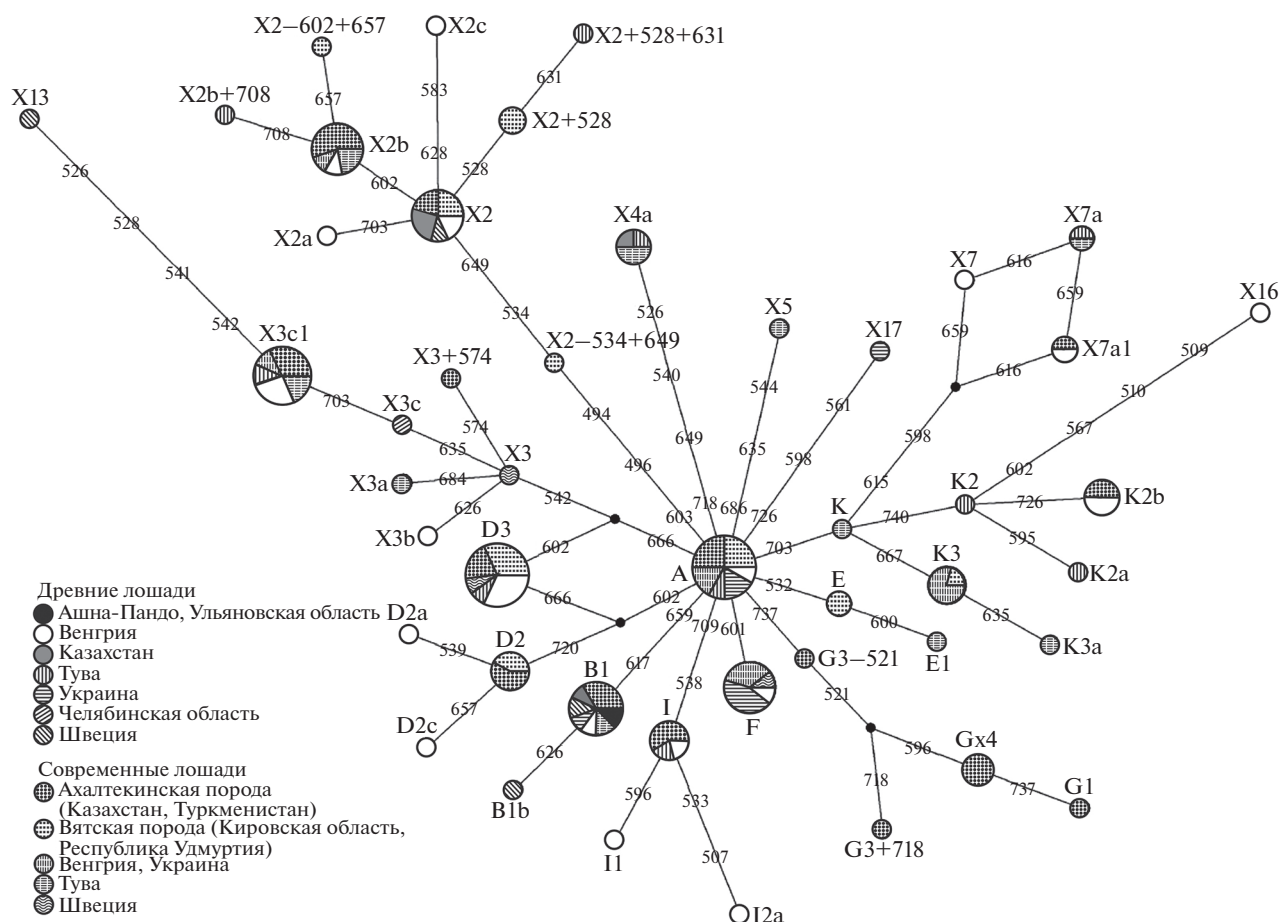 X2−602+657
X2c
X2+528+631
X13
X2b+708
657
583
631
X2b
X2+528
708
526
628
528
602
X2
X4a
X7a
528
X2a
703
X7
616
649
X16
541
526
659
X5
X17
534
542
X3c1
X3+574
X2−534+649
659
X7a1
509
540
544
616
510
703
X3c
574
494
561
567
635
X3
649
635
598
598
602
K2
X3a
684
496
615
726
K2b
626
542
718
686
726
K
740
X3b
603
595
D3
602
666
A
703
667
K3
K2a
666
602
532
E
Древние лошади
Ашна-Пандо, Ульяновская область
Венгрия
Казахстан
Тува
Украина
Челябинская область
Швеция
D2a
659
709
601
737
600
635
539
D2
720
617
G3−521
E1
K3a
B1
538
521
657
I
F
D2c
626
596
Gx4
596
533
718
737
G1
B1b
I1
507
G3+718
I2a
Современные лошади
Ахалтекинская порода
(Казахстан, Туркменистан)
Вятская порода (Кировская область,
Республика Удмуртия)
Венгрия, Украина
Тува
Швеция